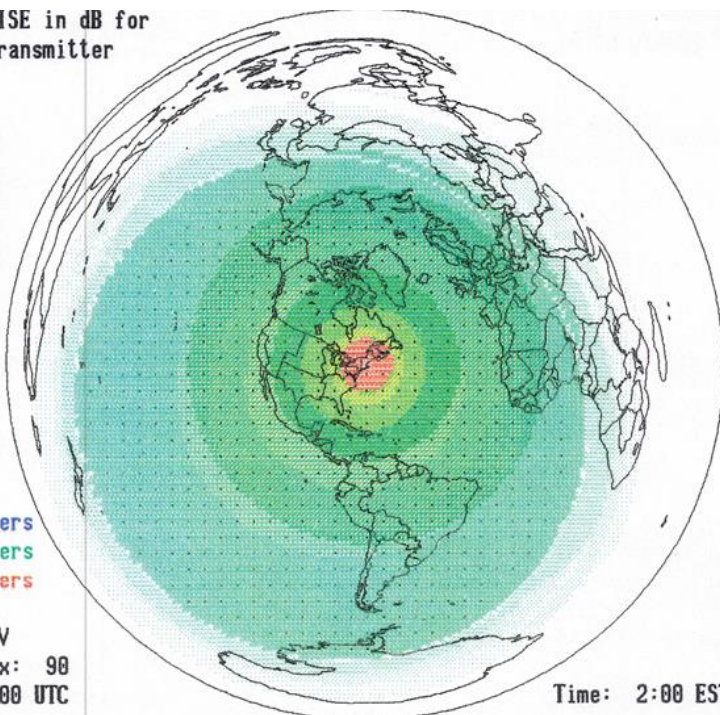 ISE in dB for
ransmitter
ers
ers
ers
V
x: 90
00 UTC
Time: 2:00 EST